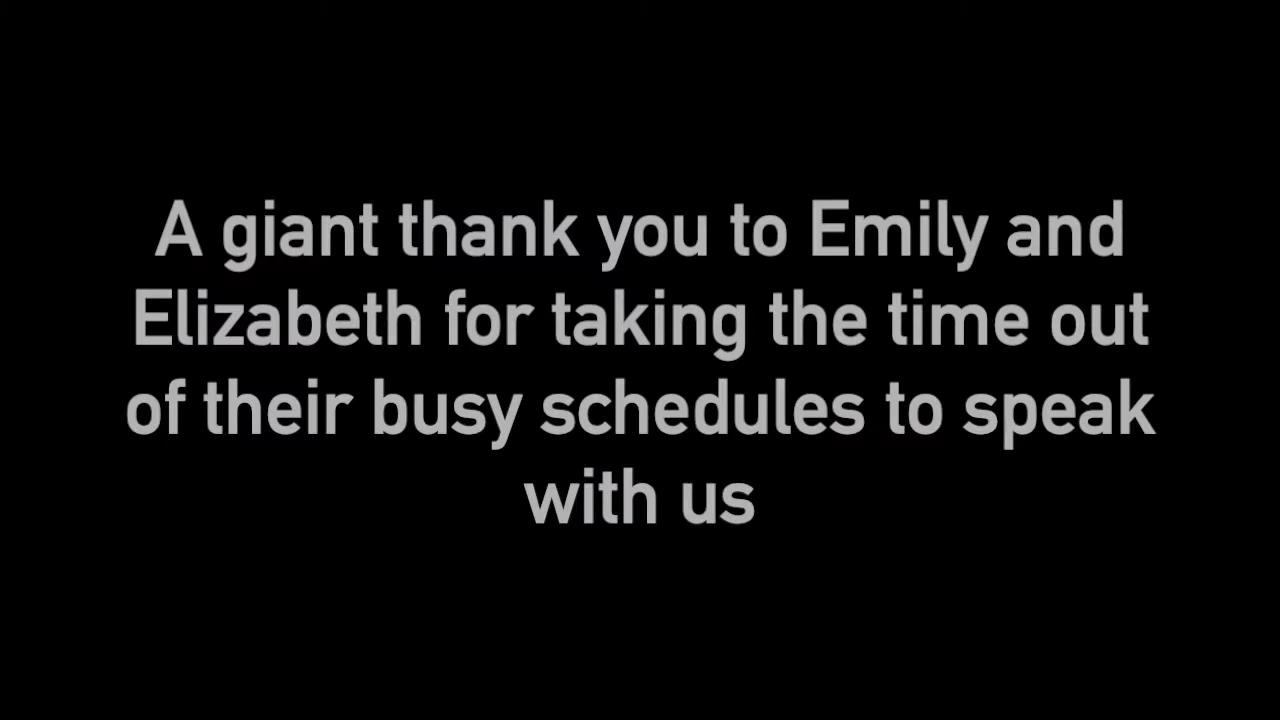 A giant thank you to Emily and
Elizabeth for taking the time out
of their busy schedules to speak
with us